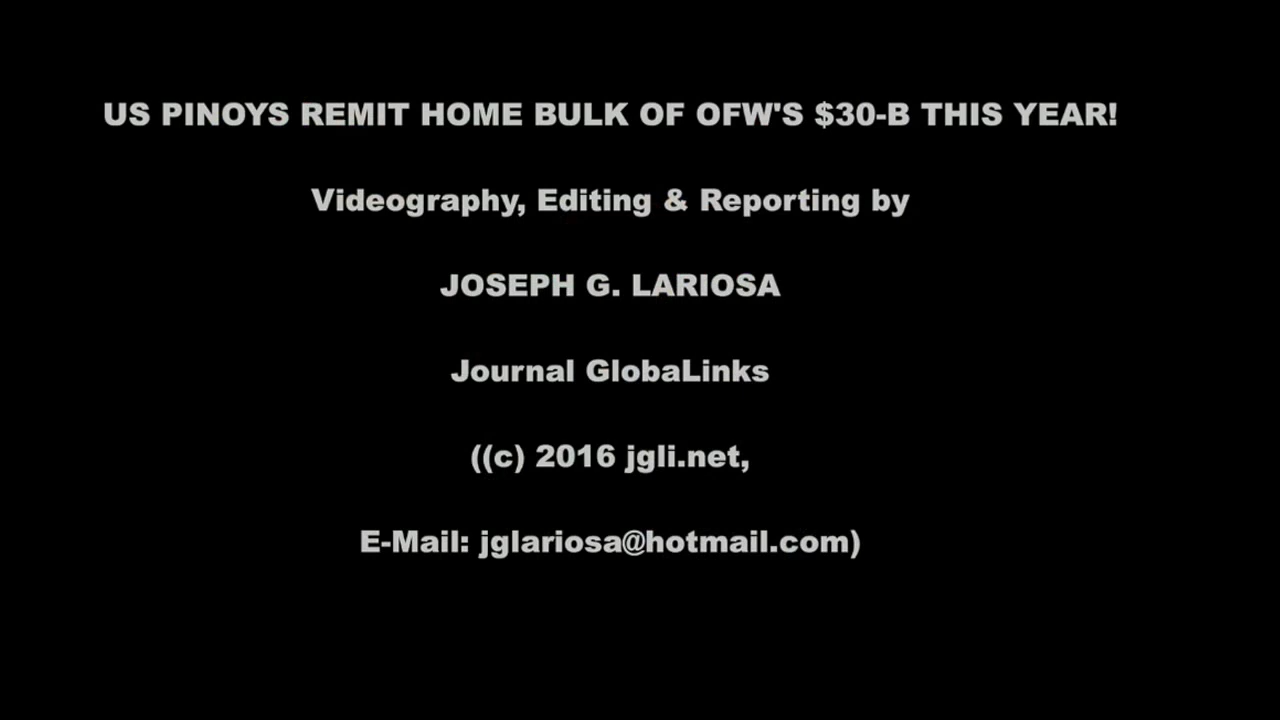 US PINOYS REMIT HOME BULK OF OFW'S $30-B THIS YEAR!
Videography, Editing & Reporting by
JOSEPH G. LARIOSA
Journal GlobaLinks
((c) 2016 jgli.net,
E-Mail: jglariosa@hotmail.com)